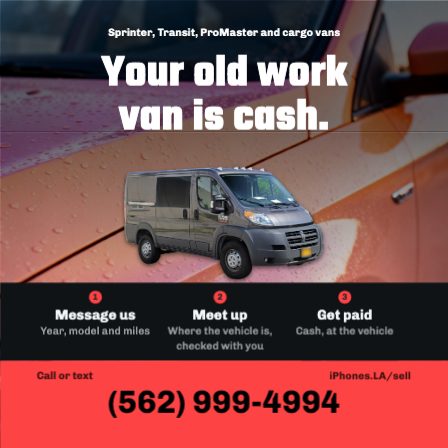 Sprinter, Transit, ProMaster and cargo vans
Your old work
van is cash.
1
Message us
Year, model and miles
2
Meet up
Where the vehicle is,
checked with you
3
Get paid
Cash, at the vehicle
Call or text
iPhones.LA/sell
(562) 999-4994